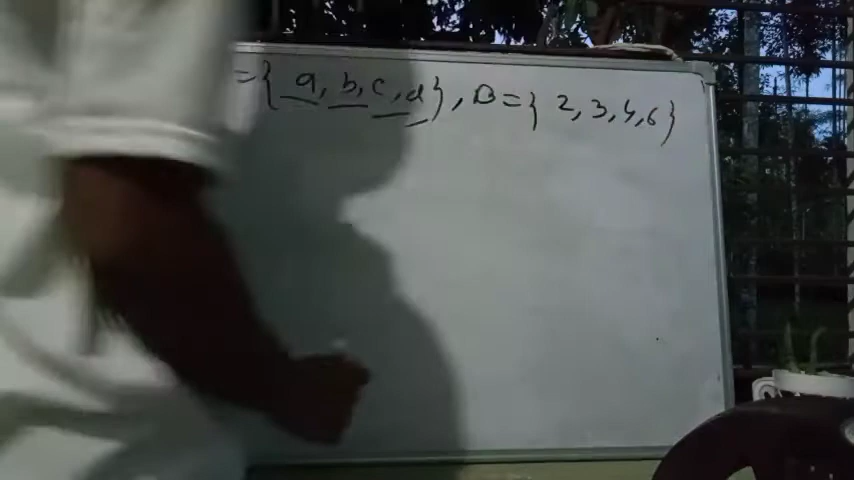 ={a, b, c, d}, B={2, 3, 4, 6}